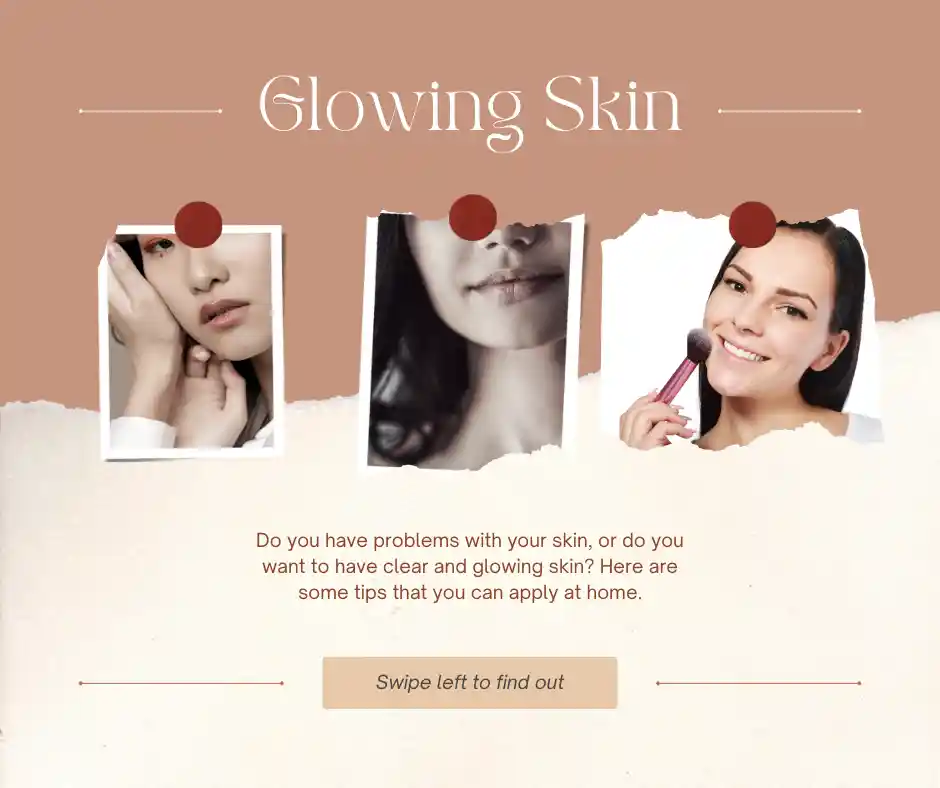 Glowing Skin
Do you have problems with your skin, or do you
want to have clear and glowing skin? Here are
some tips that you can apply at home.
Swipe left to find out